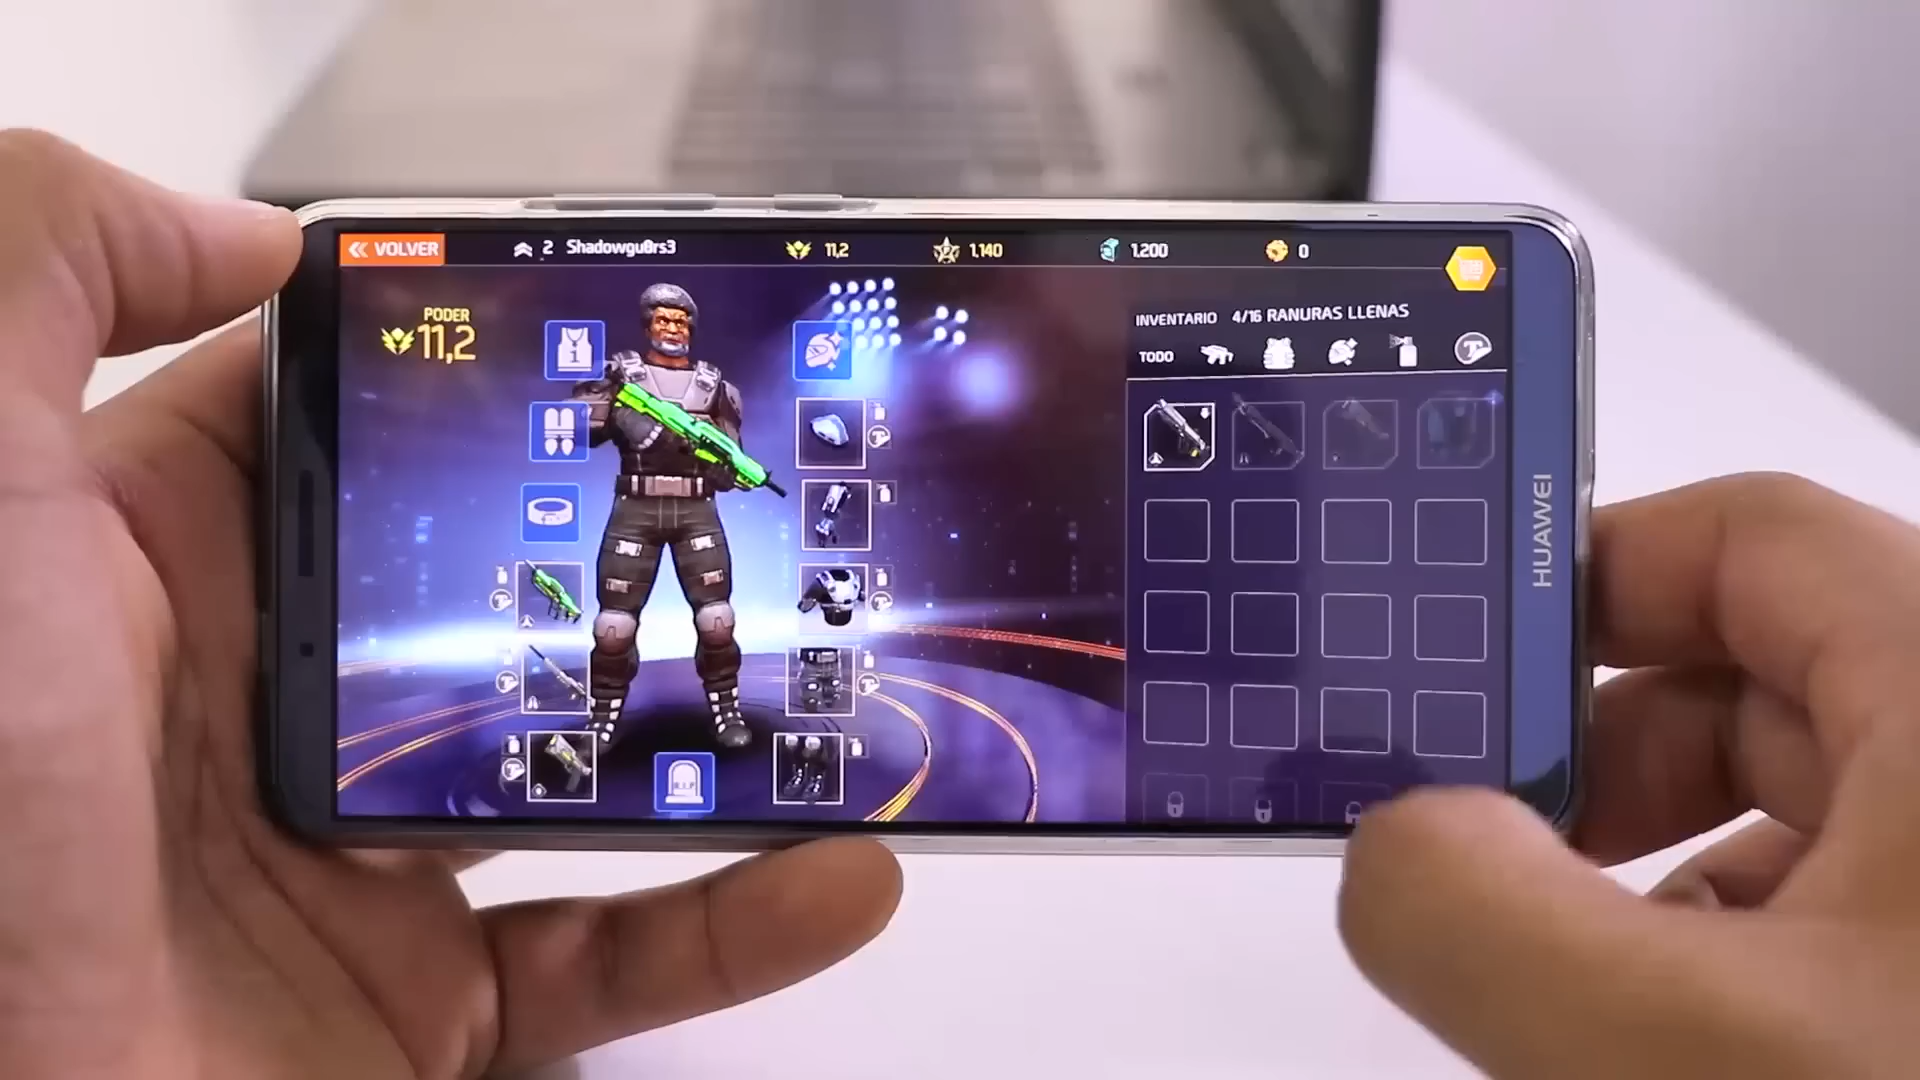 VOLVER
2 Shadowgu8rs3
11,2
1.140
1.200
0
PODER
11,2
INVENTARIO 4/16 RANURAS LLENAS
TODO
1
R.I.P
HUAWEI